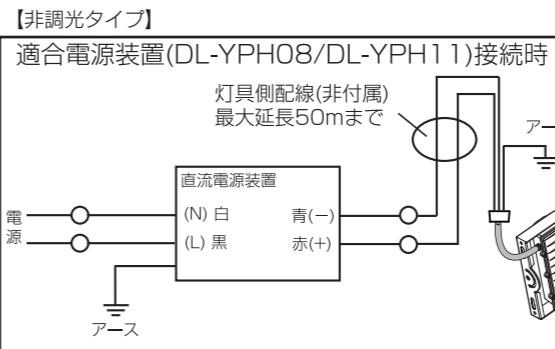 【非調光タイプ】
適合電源装置(DL-YPH08/DL-YPH11)接続時
灯具側配線(非付属)
最大延長50mまで
アー
直流電源装置
電源
(N) 白
青(−)
(L) 黒
赤(+)
アース